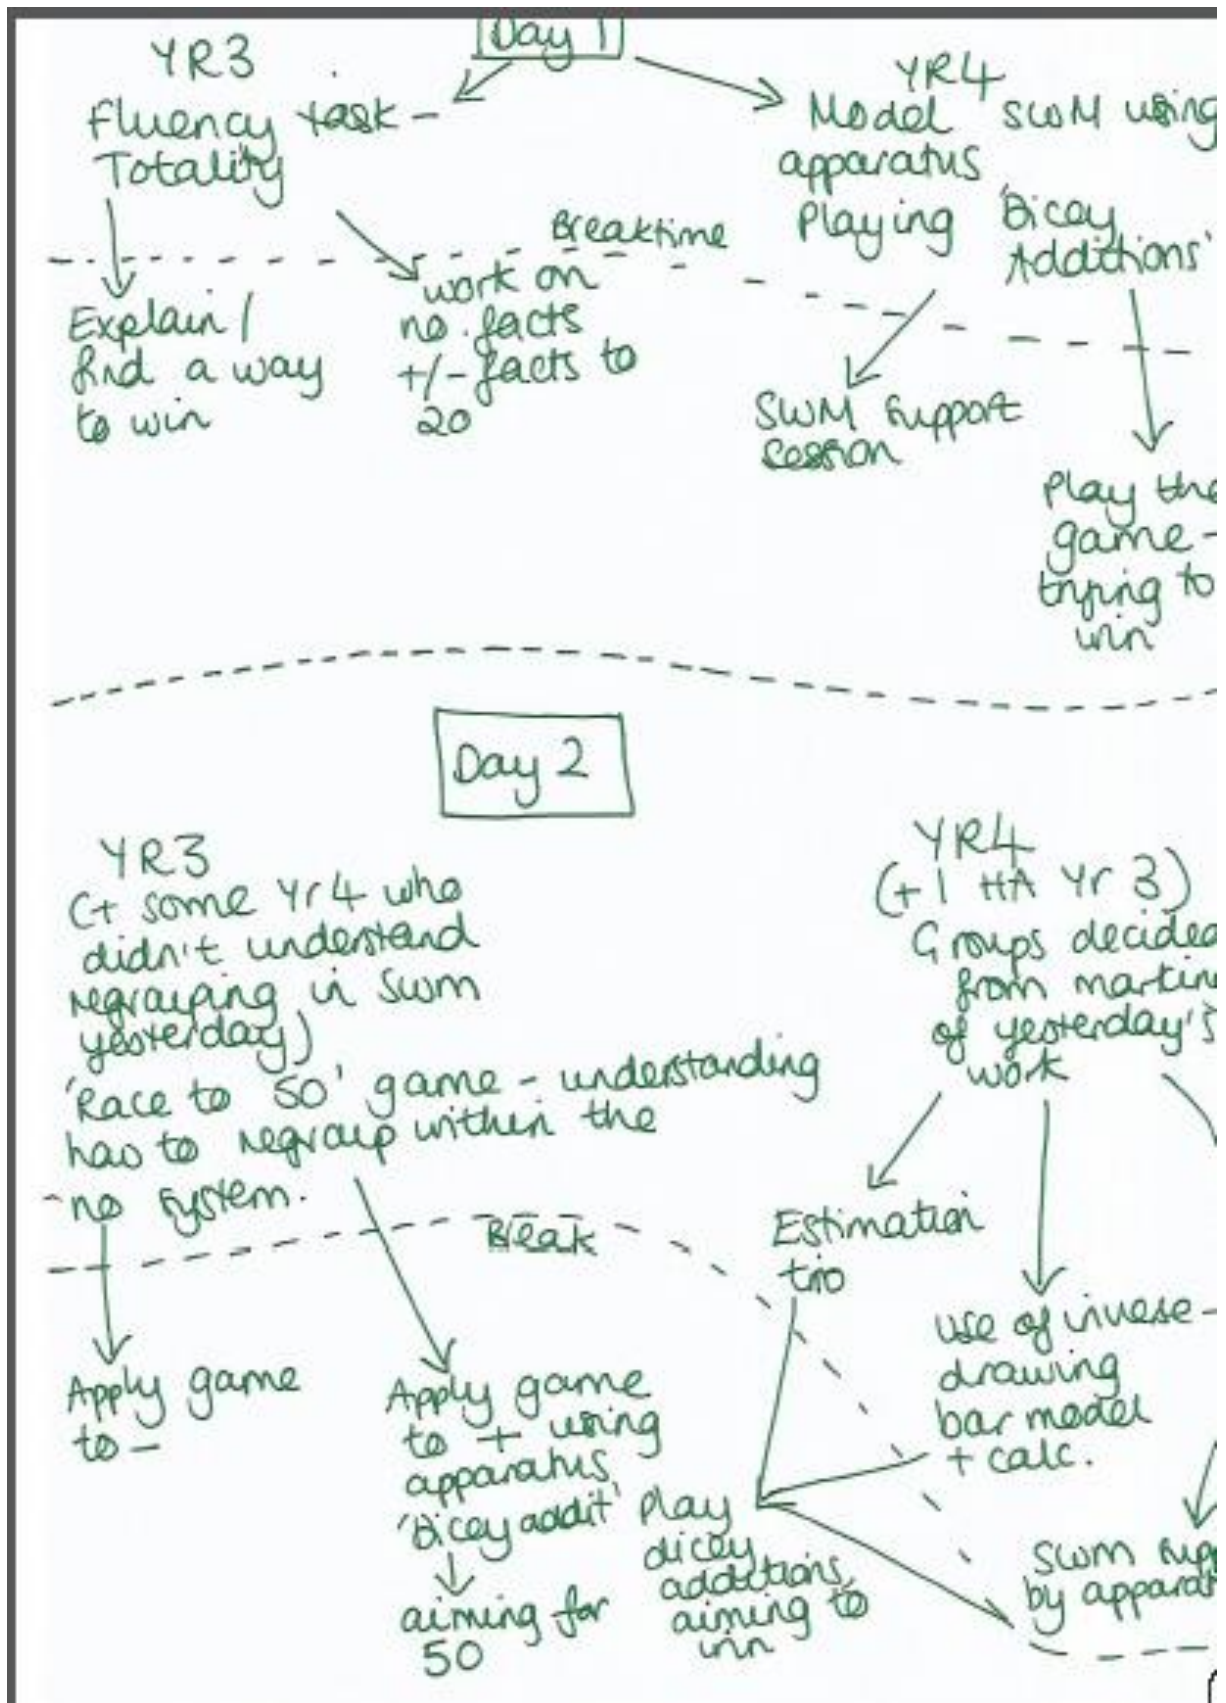 Day 1
YR3
Fluency task -
Totality
YR4
Model SWM using
apparatus
Playing 'Dicey
Additions'
Breaktime
Explain /
find a way
to win
work on
no. facts
+/- facts to
20
SWM support
session
Play the
game -
trying to
win
Day 2
YR3
(+ some Yr 4 who
didn't understand
regrouping in SWM
yesterday)
'Race to 50' game - understanding
has to regroup within the
no system.
YR4
(+ 1 HA Yr 3)
Groups decided
from
of yesterday's
work
Break
Estimation
trio
use of inverse -
drawing
bar model
+ calc.
Apply game
to -
Apply game
to + using
apparatus
'Dicey addit'
aiming for
50
Play
dicey
additions,
aiming to
win
SWM
by